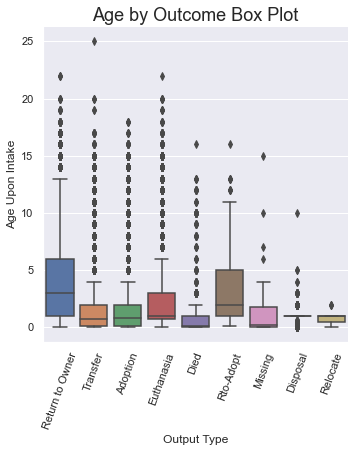 Age by Outcome Box Plot
25
20
15
10
5
0
Age Upon Intake
Return to Owner
Transfer
Adoption
Euthanasia
Died
Rto-Adopt
Missing
Disposal
Relocate
Output Type